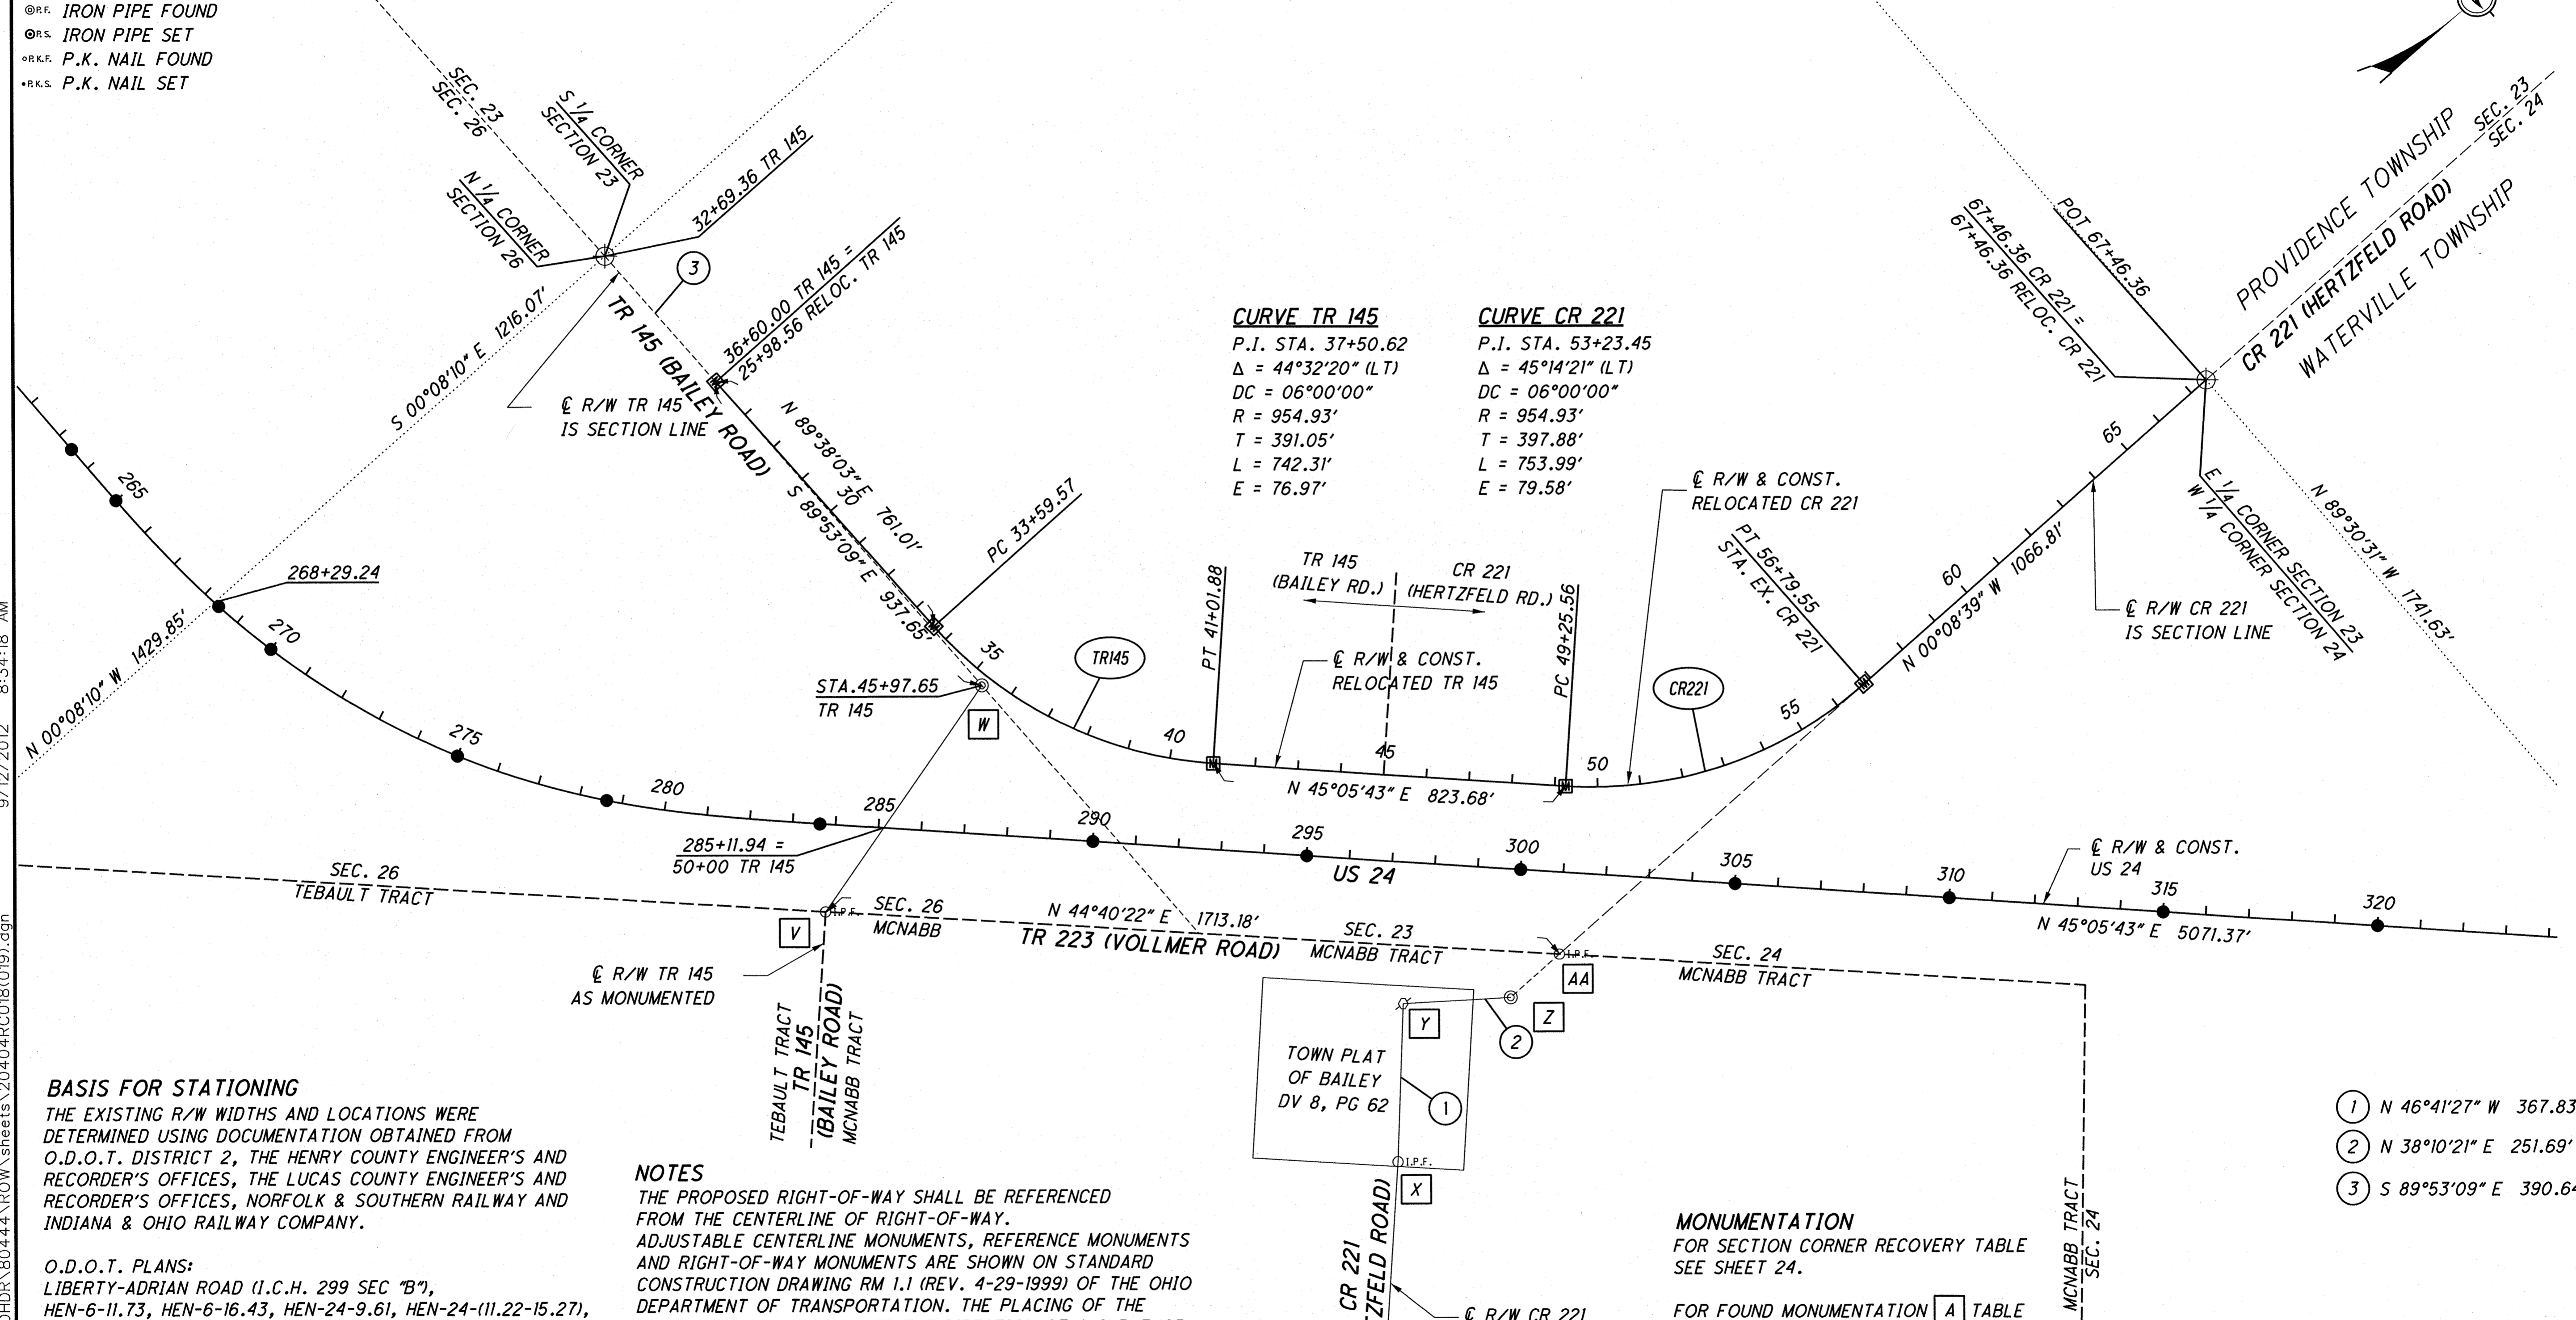 P.F. IRON PIPE FOUND
P.S. IRON PIPE SET
P.K.F. P.K. NAIL FOUND
P.K.S. P.K. NAIL SET
SEC. 23
SEC. 26
S 1/4 CORNER
SECTION 23
N 1/4 CORNER
SECTION 26
32+69.36 TR 145
3
36+60.00 TR 145 =
25+98.56 RELOC. TR 145
S 00°08'10" E 1216.07'
TR 145 (BAILEY ROAD)
℄ R/W TR 145
IS SECTION LINE
N 89°38'03" E 761.01'
30
S 89°53'09" E 937.65'
PC 33+59.57
CURVE TR 145
P.I. STA. 37+50.62
Δ = 44°32'20" (LT)
DC = 06°00'00"
R = 954.93'
T = 391.05'
L = 742.31'
E = 76.97'
CURVE CR 221
P.I. STA. 53+23.45
Δ = 45°14'21" (LT)
DC = 06°00'00"
R = 954.93'
T = 397.88'
L = 753.99'
E = 79.58'
POT 67+46.36
67+46.36 CR 221 =
67+46.36 RELOC. CR 221
PROVIDENCE TOWNSHIP
SEC. 23
SEC. 24
CR 221 (HERTZFELD ROAD)
WATERVILLE TOWNSHIP
E 1/4 CORNER SECTION 23
W 1/4 CORNER SECTION 24
N 89°30'31" W 1741.63'
65
60
N 00°08'39" W 1066.81'
℄ R/W CR 221
IS SECTION LINE
℄ R/W & CONST.
RELOCATED CR 221
PT 56+79.55
STA. EX. CR 221
TR 145
(BAILEY RD.)
CR 221
(HERTZFELD RD.)
PT 41+01.88
PC 49+25.56
℄ R/W & CONST.
RELOCATED TR 145
TR145
CR221
35
40
45
50
55
N 45°05'43" E 823.68'
STA.45+97.65
TR 145
W
265
268+29.24
270
N 00°08'10" W 1429.85'
275
280
285
290
295
300
305
310
315
320
285+11.94 =
50+00 TR 145
US 24
℄ R/W & CONST.
US 24
N 45°05'43" E 5071.37'
SEC. 26
TEBAULT TRACT
I.P.F.
V
SEC. 26
MCNABB
N 44°40'22" E 1713.18'
TR 223 (VOLLMER ROAD)
SEC. 23
MCNABB TRACT
I.P.F.
AA
SEC. 24
MCNABB TRACT
℄ R/W TR 145
AS MONUMENTED
TEBAULT TRACT
TR 145
(BAILEY ROAD)
MCNABB TRACT
Y
Z
2
TOWN PLAT
OF BAILEY
DV 8, PG 62
1
I.P.F.
X
CR 221
ZFELD ROAD)
℄ R/W CR 221
MCNABB TRACT
SEC. 24
1 N 46°41'27" W 367.83
2 N 38°10'21" E 251.69'
3 S 89°53'09" E 390.64
BASIS FOR STATIONING
THE EXISTING R/W WIDTHS AND LOCATIONS WERE
DETERMINED USING DOCUMENTATION OBTAINED FROM
O.D.O.T. DISTRICT 2, THE HENRY COUNTY ENGINEER'S AND
RECORDER'S OFFICES, THE LUCAS COUNTY ENGINEER'S AND
RECORDER'S OFFICES, NORFOLK & SOUTHERN RAILWAY AND
INDIANA & OHIO RAILWAY COMPANY.
O.D.O.T. PLANS:
LIBERTY-ADRIAN ROAD (I.C.H. 299 SEC "B"),
HEN-6-11.73, HEN-6-16.43, HEN-24-9.61, HEN-24-(11.22-15.27),
NOTES
THE PROPOSED RIGHT-OF-WAY SHALL BE REFERENCED
FROM THE CENTERLINE OF RIGHT-OF-WAY.
ADJUSTABLE CENTERLINE MONUMENTS, REFERENCE MONUMENTS
AND RIGHT-OF-WAY MONUMENTS ARE SHOWN ON STANDARD
CONSTRUCTION DRAWING RM 1.1 (REV. 4-29-1999) OF THE OHIO
DEPARTMENT OF TRANSPORTATION. THE PLACING OF THE
MONUMENTATION
FOR SECTION CORNER RECOVERY TABLE
SEE SHEET 24.
FOR FOUND MONUMENTATION A TABLE
9/12/2012 8:34:18 AM
OHDR\80444\ROW\sheets\20404RC018(019).dgn